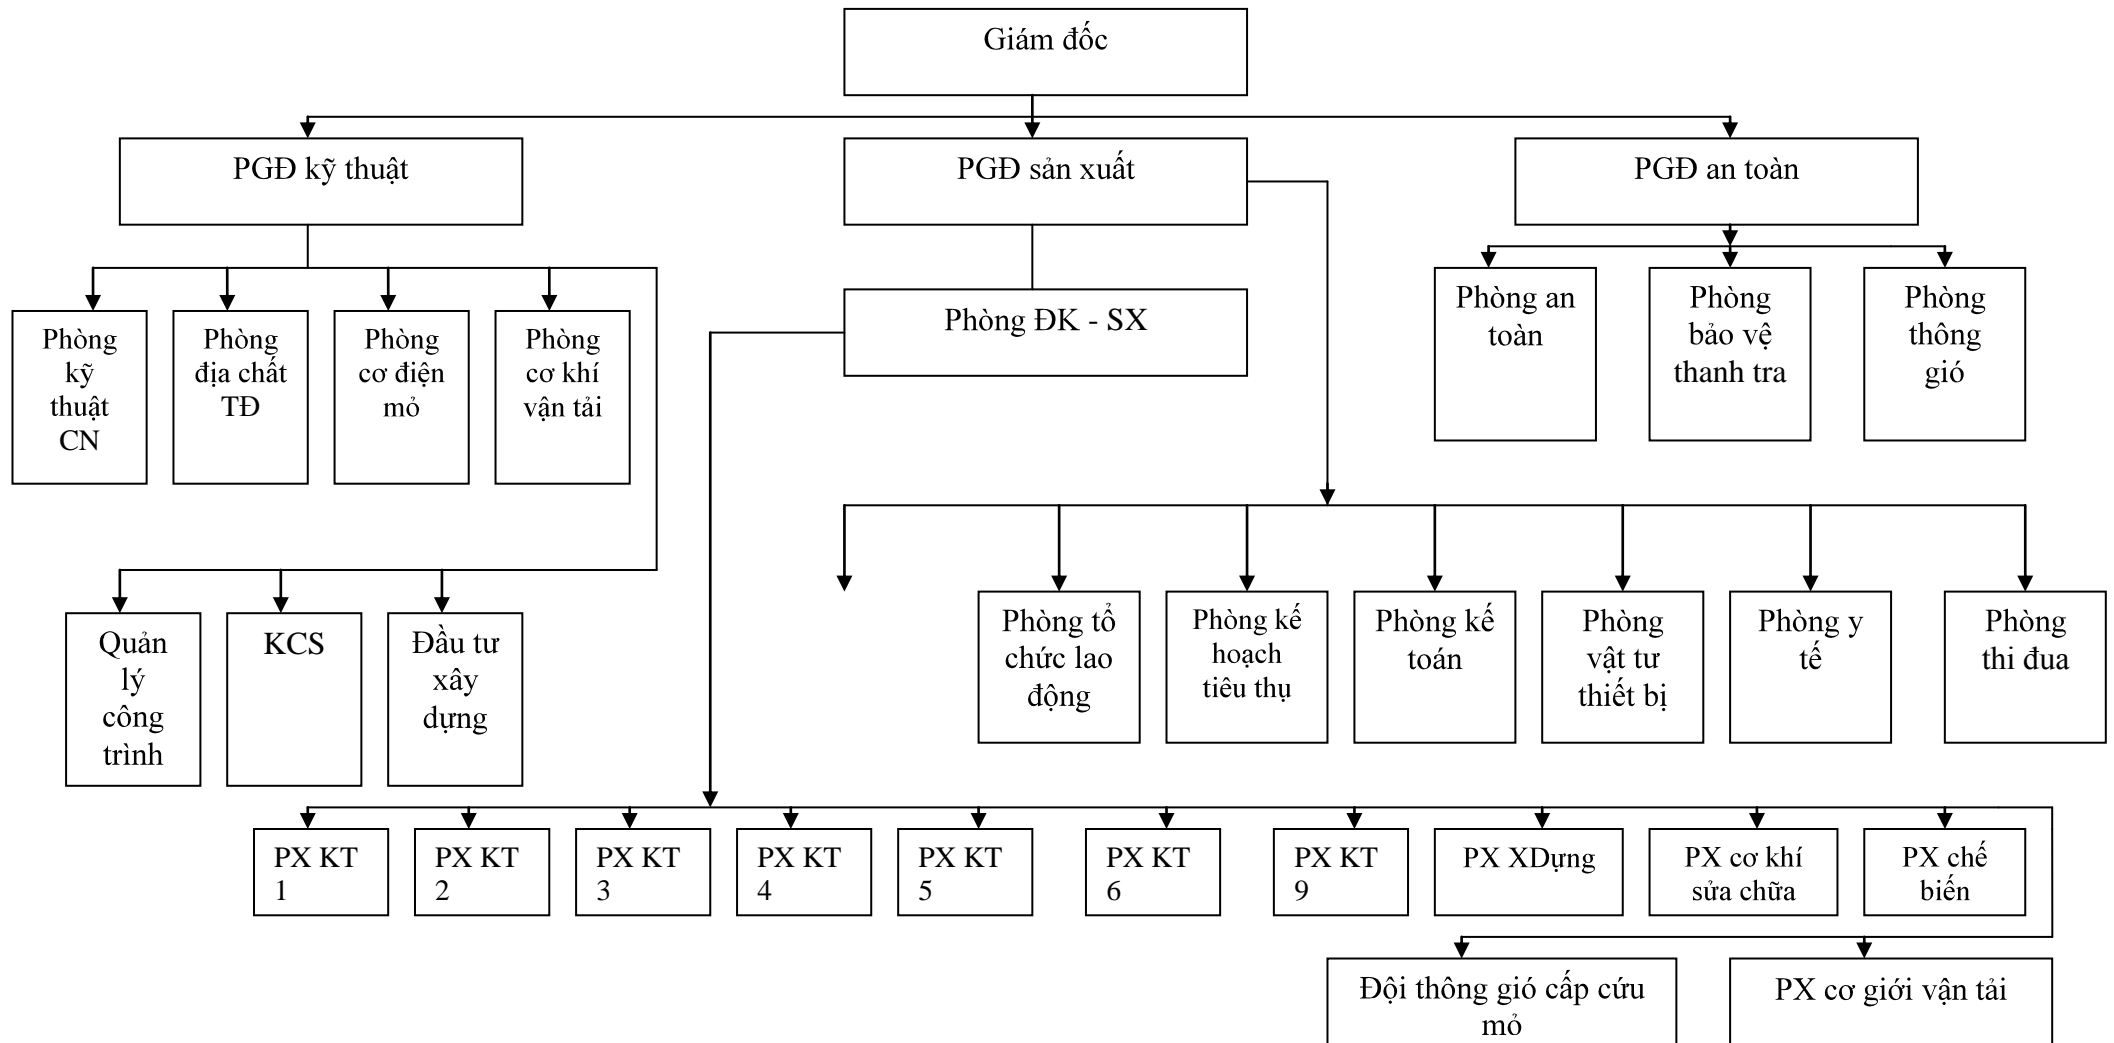 Giám đốc
PGĐ kỹ thuật
PGĐ sản xuất
PGĐ an toàn
Phòng
kỹ
thuật
CN
Phòng
địa chất
TĐ
Phòng
cơ điện
mỏ
Phòng
cơ khí
vận tải
Phòng ĐK - SX
Phòng an
toàn
Phòng
bảo vệ
thanh tra
Phòng
thông
gió
Quản
lý
công
trình
KCS
Đầu tư
xây
dựng
Phòng tổ
chức lao
động
Phòng kế
hoạch
tiêu thụ
Phòng kế
toán
Phòng
vật tư
thiết bị
Phòng y
tế
Phòng
thi đua
PX KT
1
PX KT
2
PX KT
3
PX KT
4
PX KT
5
PX KT
6
PX KT
9
PX XDựng
PX cơ khí
sửa chữa
PX chế
biến
Đội thông gió cấp cứu
mỏ
PX cơ giới vận tải